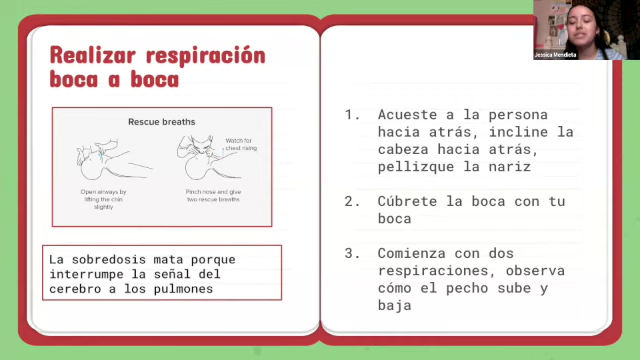 Realizar respiración
boca a boca
Rescue breaths
Watch for
chest rising
Open airways by
lifting the chin
slightly
Pinch nose and give
two rescue breaths
La sobredosis mata porque
interrumpe la señal del
cerebro a los pulmones
1. Acueste a la persona
hacia atrás, incline la
cabeza hacia atrás,
pellizque la nariz
2. Cúbrete la boca con tu
boca
3. Comienza con dos
respiraciones, observa
cómo el pecho sube y
baja
Jessica Mendieta